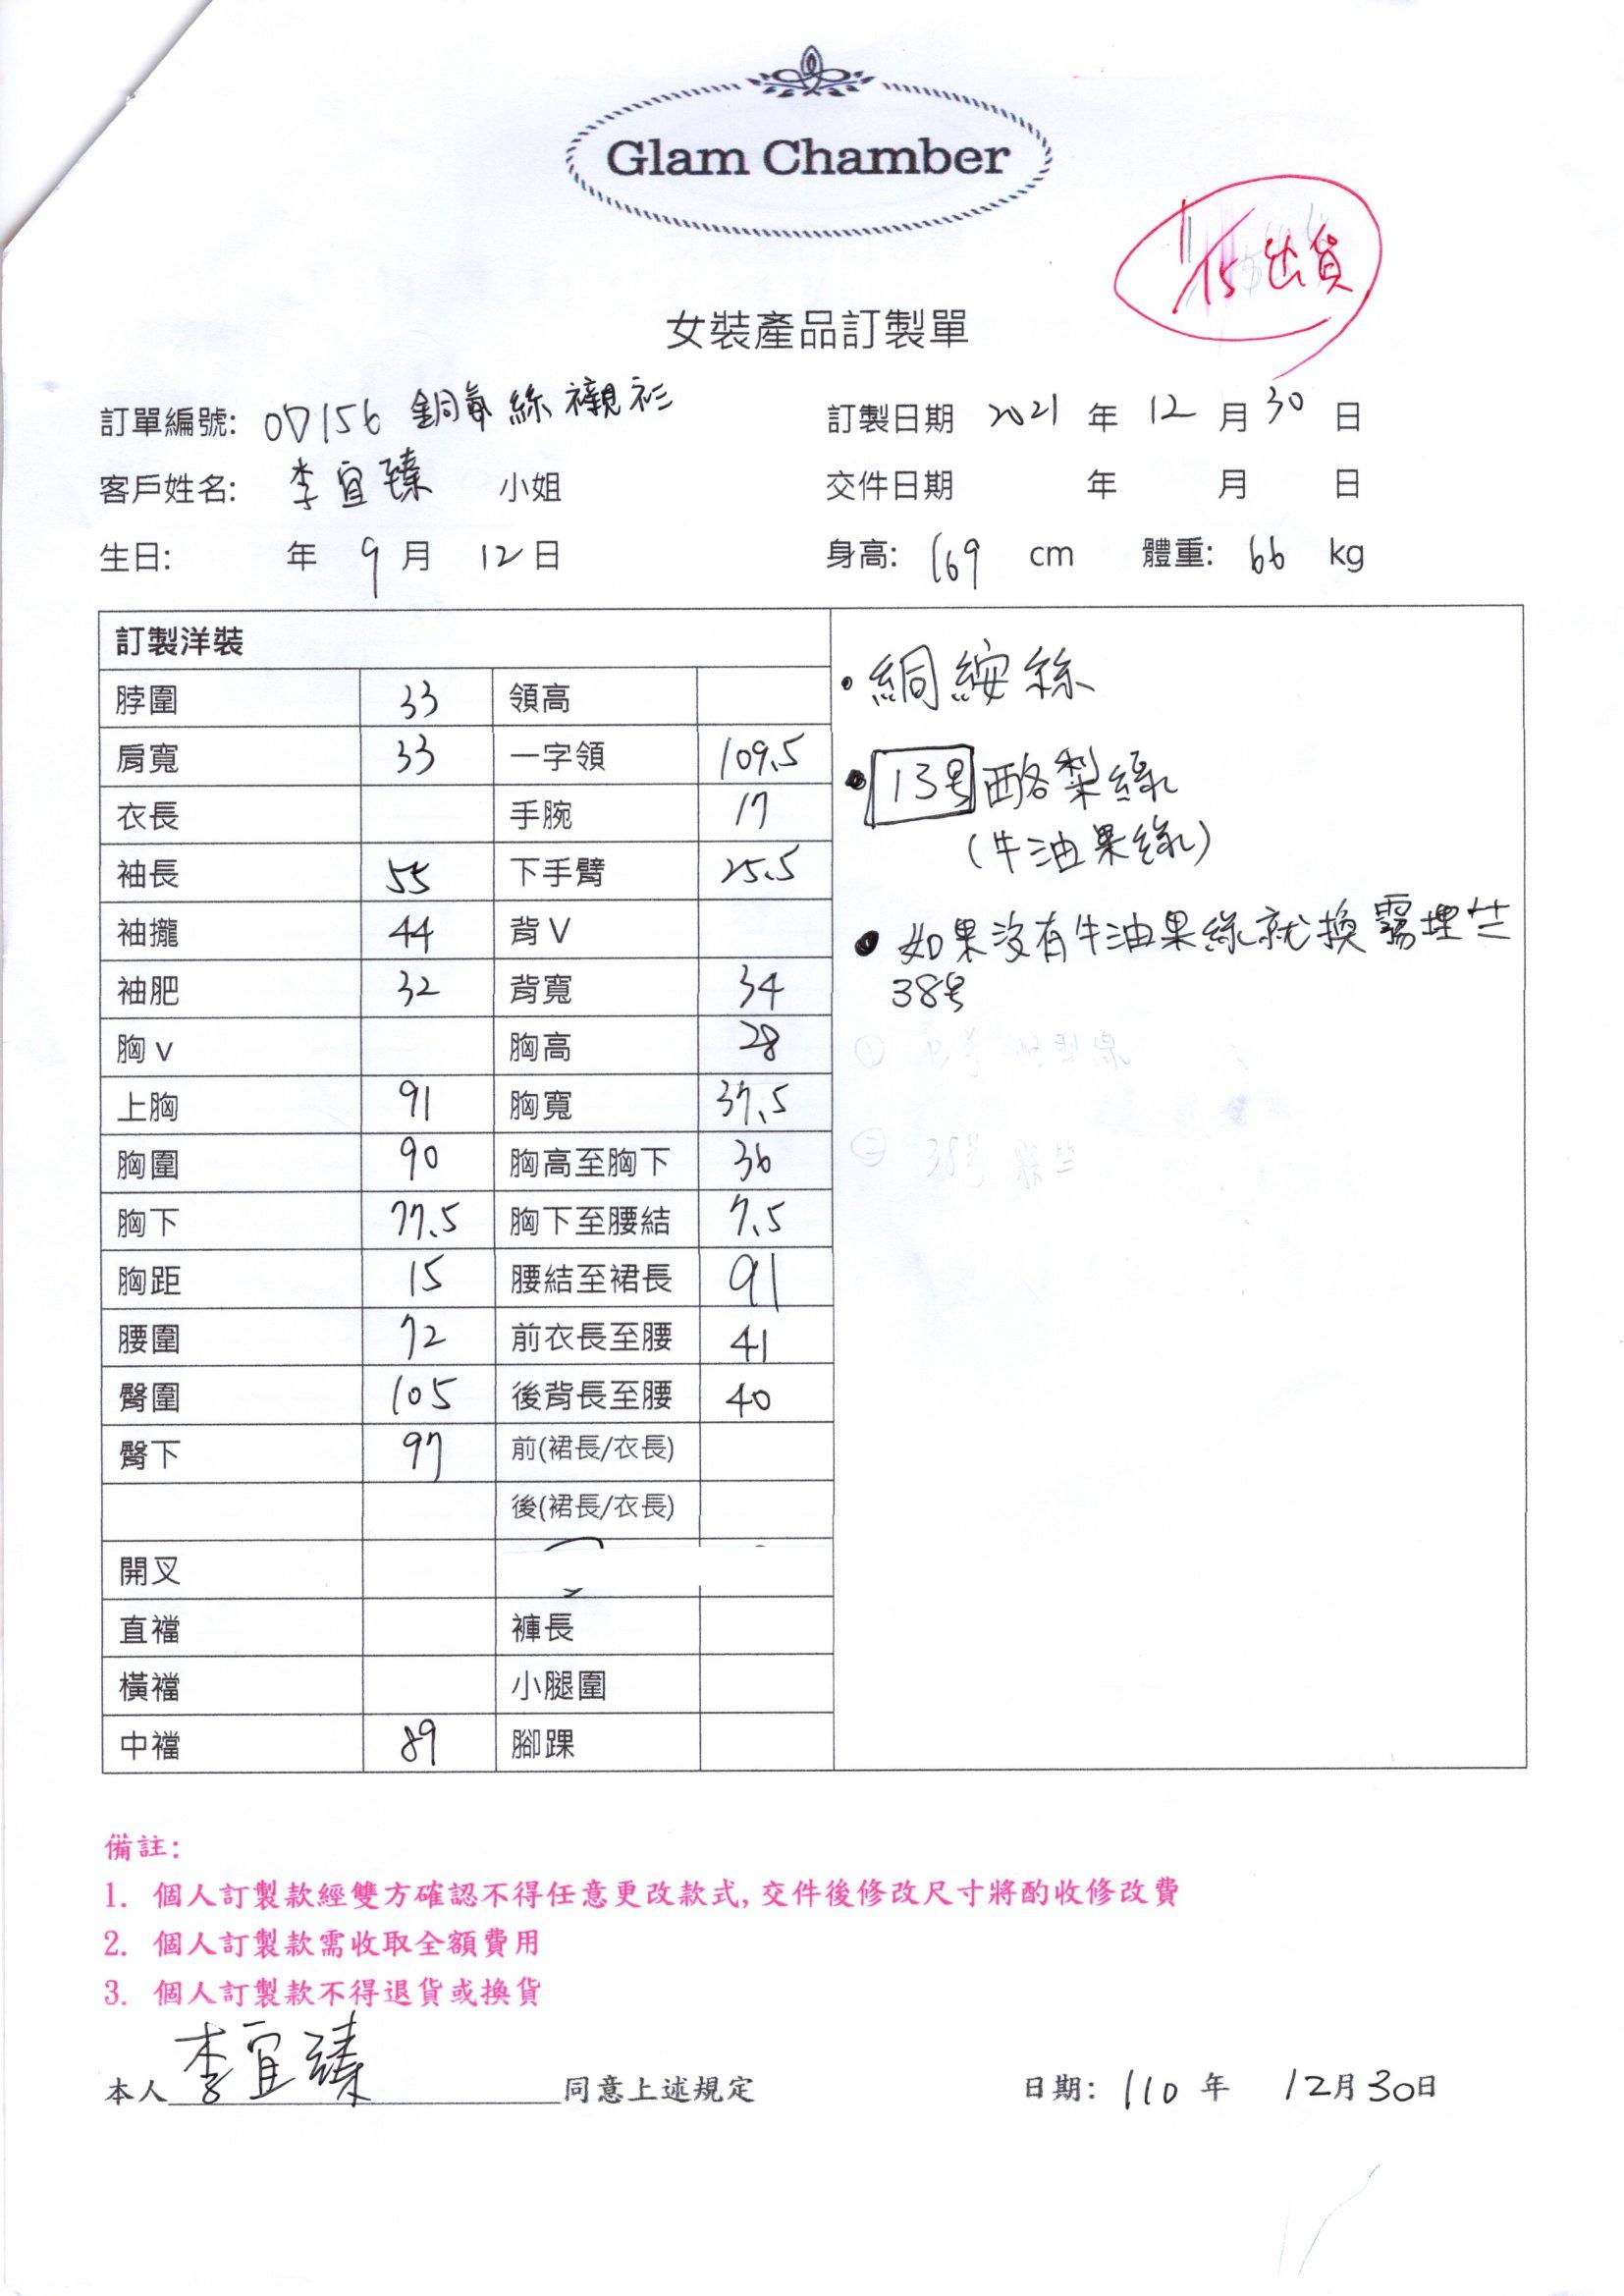 Glam Chamber
1/15出貨
女裝產品訂製單
訂單編號: OD156 銅氨絲襯衫
訂製日期 2021 年 12 月 30 日
客戶姓名: 李宜臻 小姐
交件日期 年 月 日
生日: 年 9 月 12 日
身高: 169 cm 體重: 66 kg
訂製洋裝
脖圍 33 領高
肩寬 33 一字領 109.5
衣長 手腕 17
袖長 55 下手臂 25.5
袖攏 44 背V
袖肥 32 背寬 34
胸v 胸高 28
上胸 91 胸寬 37.5
胸圍 90 胸高至胸下 36
胸下 77.5 胸下至腰結 7.5
胸距 15 腰結至裙長 91
腰圍 72 前衣長至腰 41
臀圍 105 後背長至腰 40
臀下 97 前(裙長/衣長)
後(裙長/衣長)
開叉
直襠 褲長
橫襠 小腿圍
中襠 89 腳踝
•絲
•13号酪梨綠
(牛油果綠)
•如果沒有牛油果綠就換霧
38号
備註:
1. 個人訂製款經雙方確認不得任意更改款式,交件後修改尺寸將酌收修改費
2. 個人訂製款需收取全額費用
3. 個人訂製款不得退貨或換貨
本人李宜臻同意上述規定
日期: 110 年 12月30日